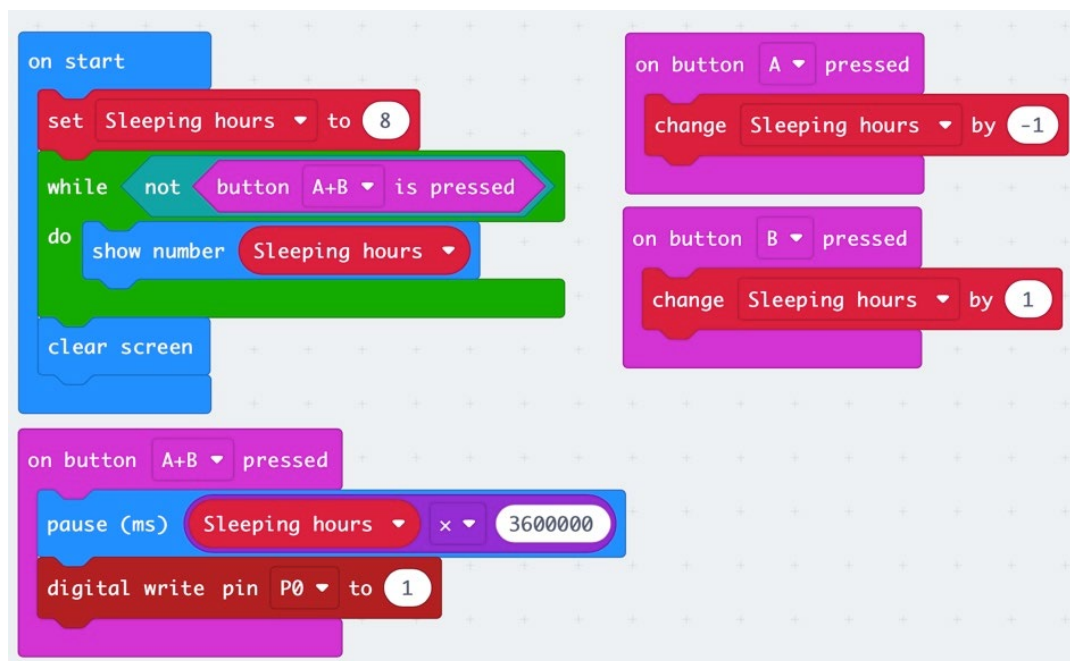 on start
set Sleeping hours to 8
while not button A+B is pressed
do show number Sleeping hours
clear screen
on button A pressed
change Sleeping hours by -1
on button B pressed
change Sleeping hours by 1
on button A+B pressed
pause (ms) Sleeping hours × 3600000
digital write pin P0 to 1